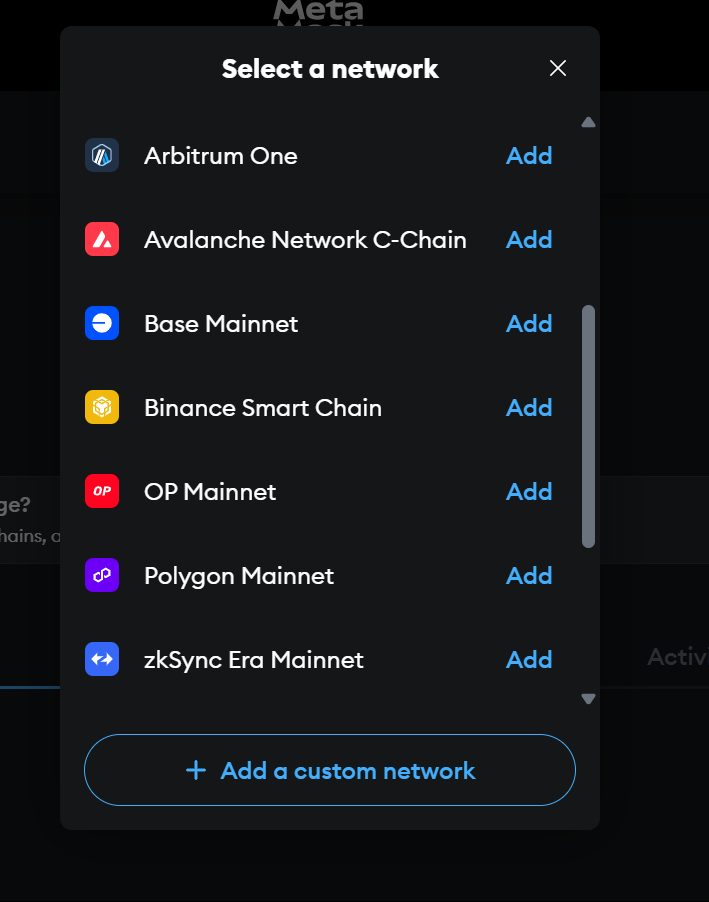 Meta
Select a network
Arbitrum One Add
Avalanche Network C-Chain Add
Base Mainnet Add
Binance Smart Chain Add
ge?
OP OP Mainnet Add
hains, a
Polygon Mainnet Add
Activ
zkSync Era Mainnet Add
+ Add a custom network